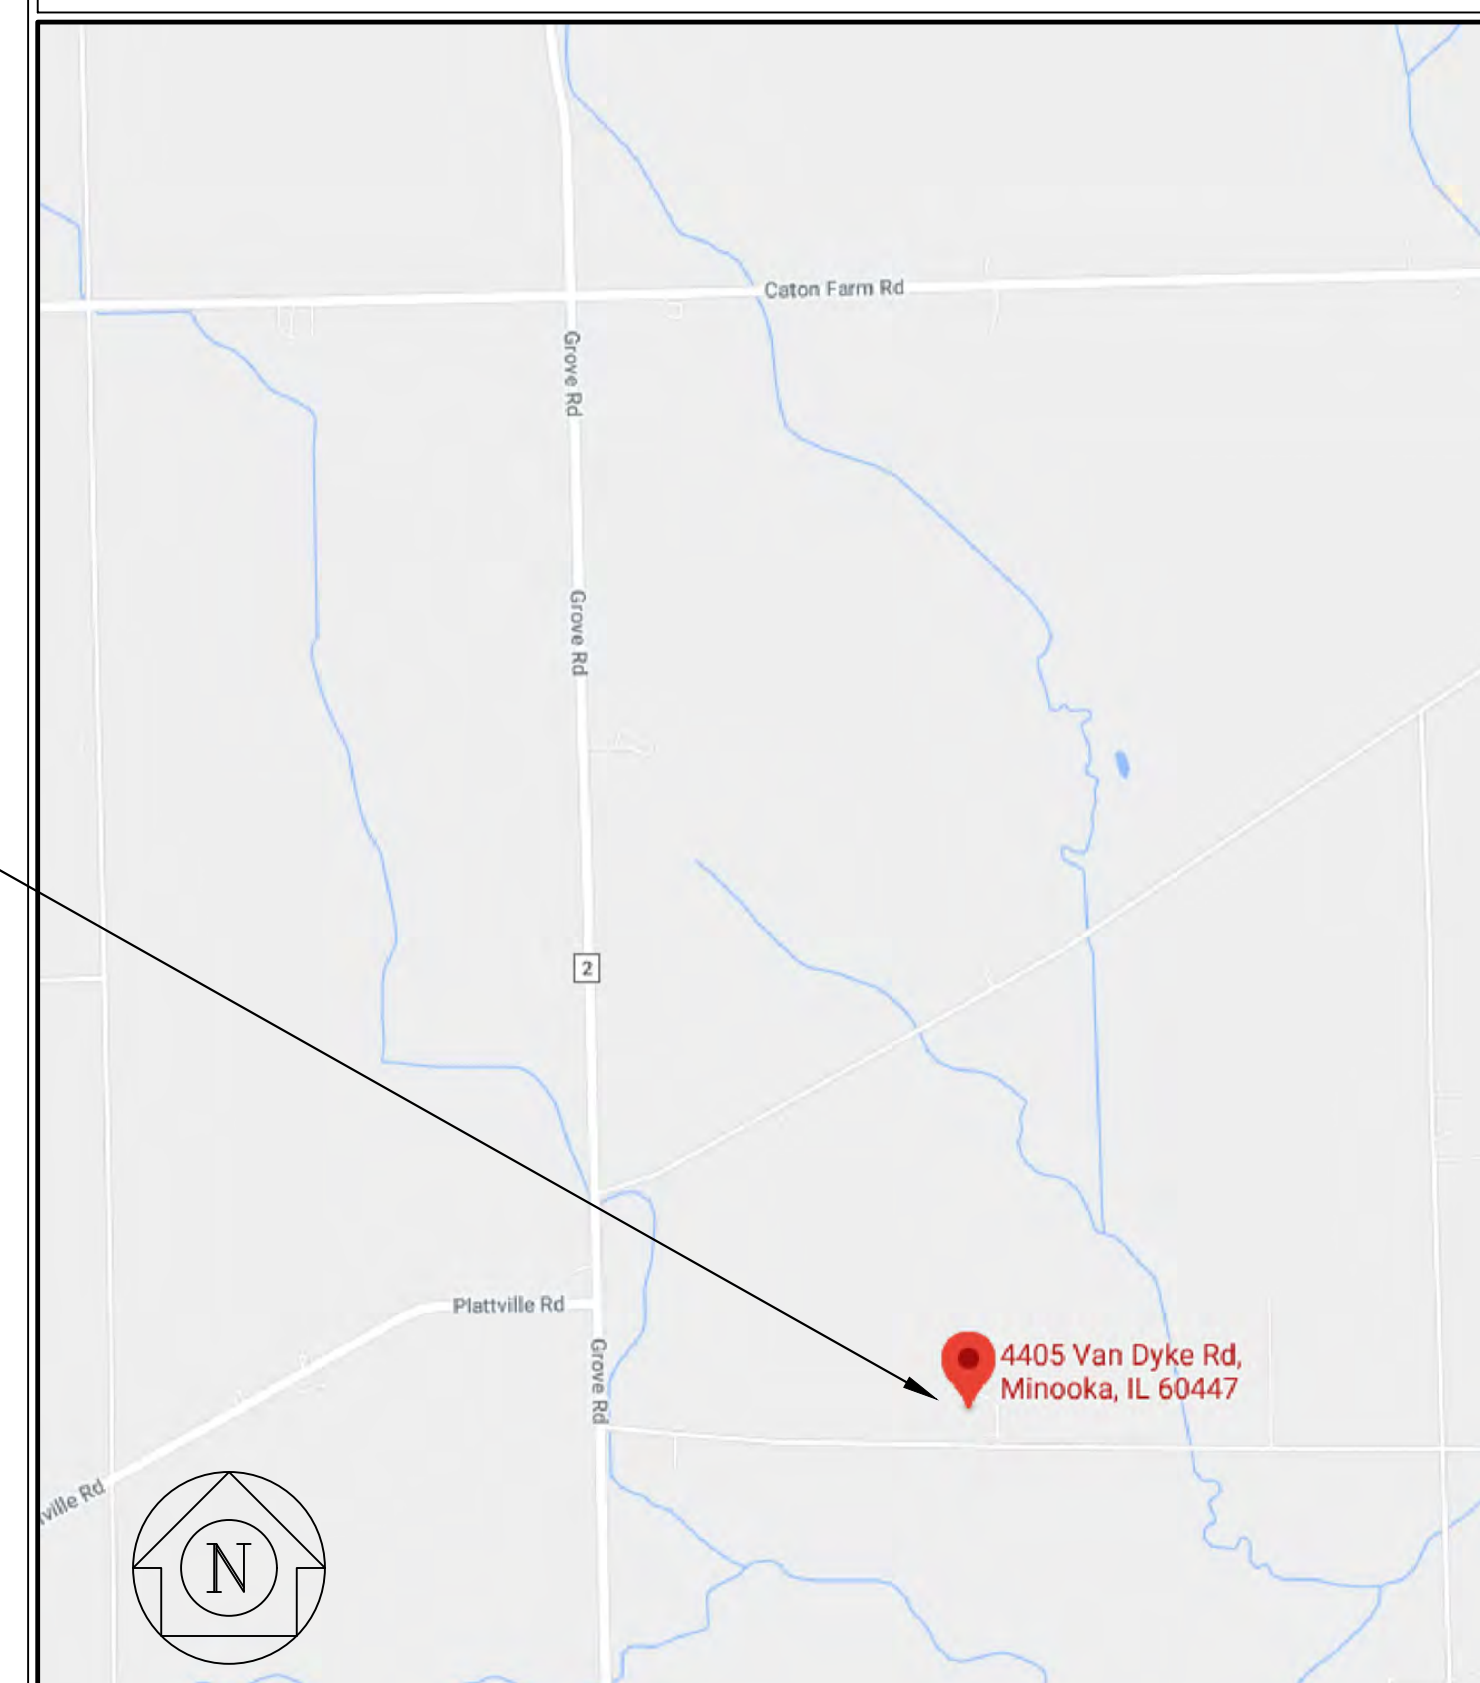 Caton Farm Rd
Grove Rd
Grove Rd
2
Plattville Rd
Grove Rd
4405 Van Dyke Rd,
Minooka, IL 60447
ville Rd
N